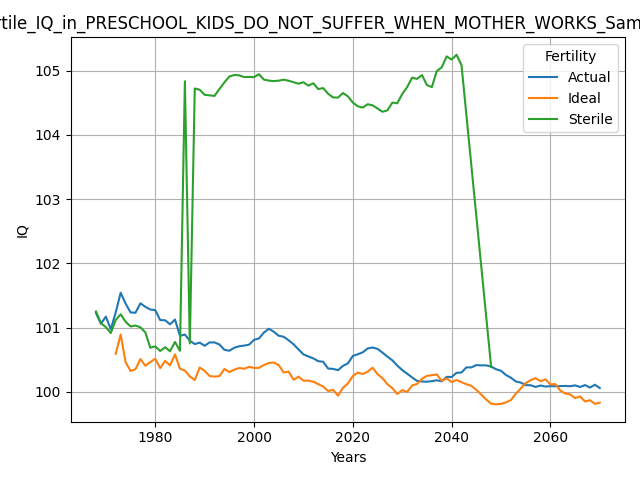 rtile_IQ_in_PRESCHOOL_KIDS_DO_NOT_SUFFER_WHEN_MOTHER_WORKS_Sam
Fertility
Actual
Ideal
Sterile
105
104
103
102
101
100
IQ
1980
2000
2020
2040
2060
Years